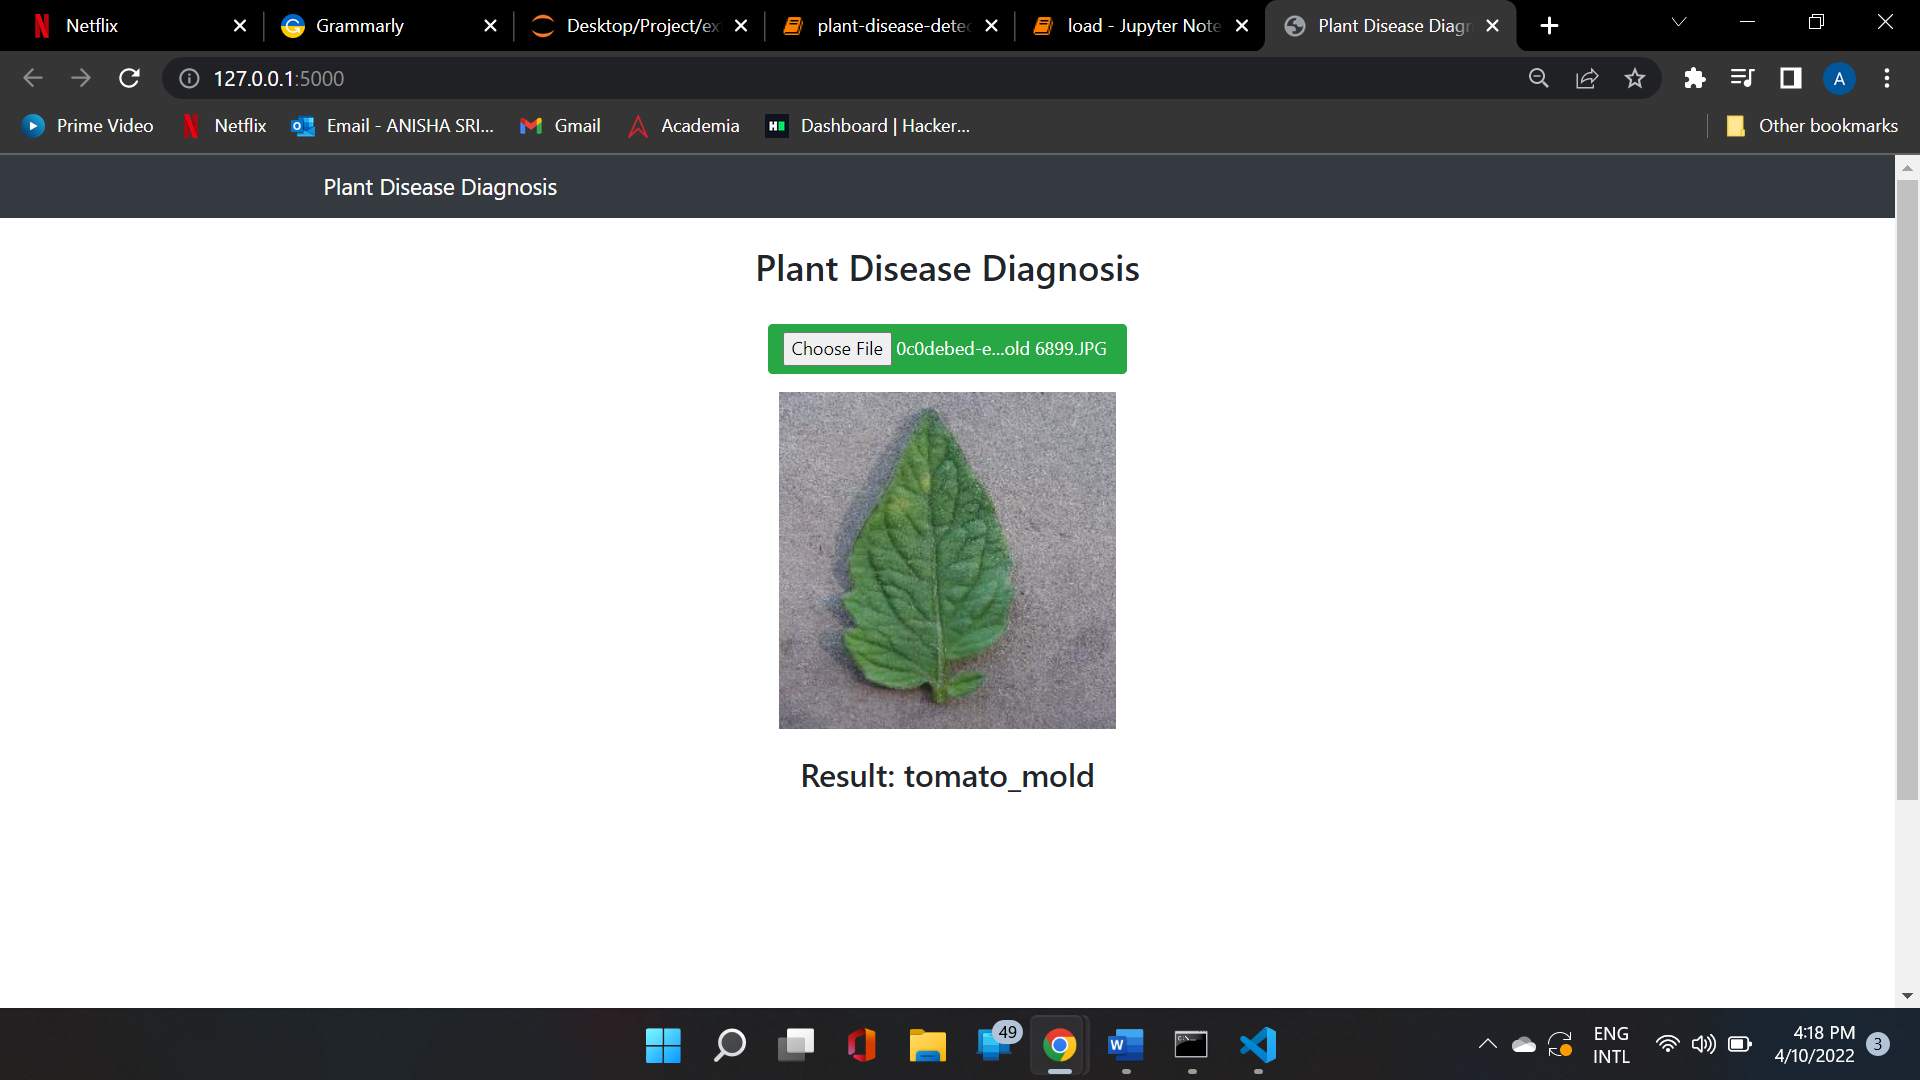 Netflix
Grammarly
Desktop/Project/ex
plant-disease-detec
load - Jupyter Note
Plant Disease Diagn
127.0.0.1:5000
A
Prime Video
Netflix
Email - ANISHA SRI...
Gmail
Academia
Dashboard | Hacker...
Other bookmarks
Plant Disease Diagnosis
Plant Disease Diagnosis
Choose File 0c0debed-e...old 6899.JPG
Result: tomato_mold
49
ENG
INTL
4:18 PM
4/10/2022
3